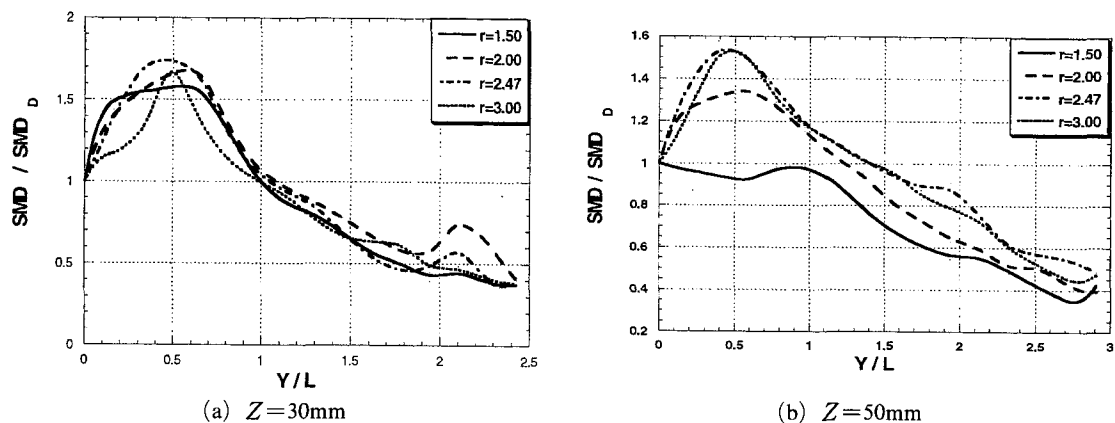 2
1.5
1
0.5
0
SMD / SMD D
0 0.5 1 1.5 2 2.5
Y/L
r=1.50
r=2.00
r=2.47
r=3.00
(a) Z=30mm
1.6
1.4
1.2
1
0.8
0.6
0.4
0.2
SMD / SMD D
0 0.5 1 1.5 2 2.5 3
Y/L
r=1.50
r=2.00
r=2.47
r=3.00
(b) Z=50mm